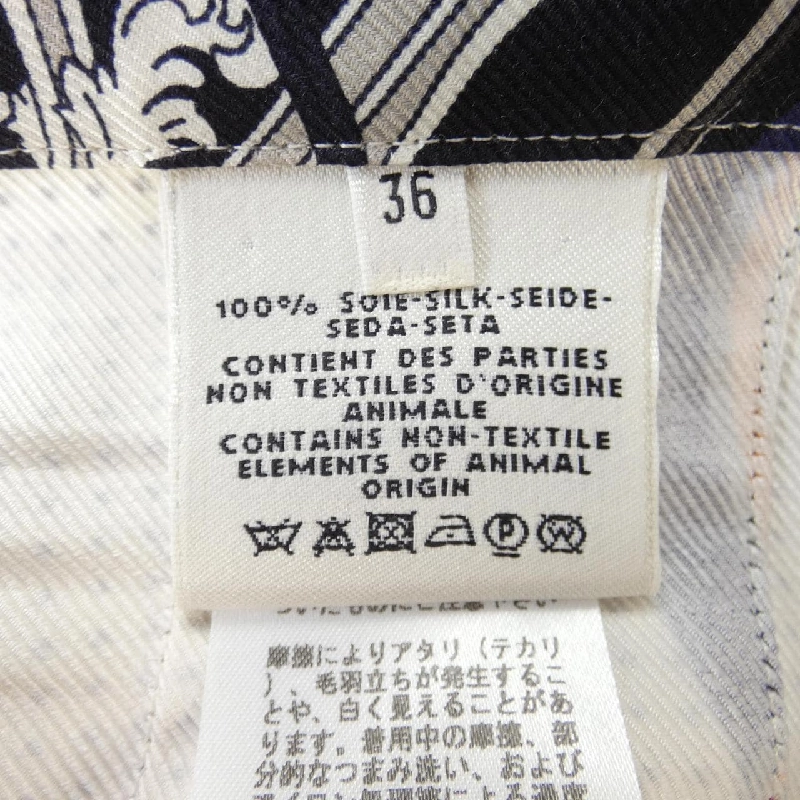 36
100% SOIE-SILK-SEIDE-
SEDA-SETA
CONTIENT DES PARTIES
NON TEXTILES D'ORIGINE
ANIMALE
CONTAINS NON-TEXTILE
ELEMENTS OF ANIMAL
ORIGIN
P W
摩擦によりアタリ（テカリ
）、毛羽立ちが発生するこ
とや、白く見えることがあ
ります。着用中の摩擦、部
分的なつまみ洗い、および